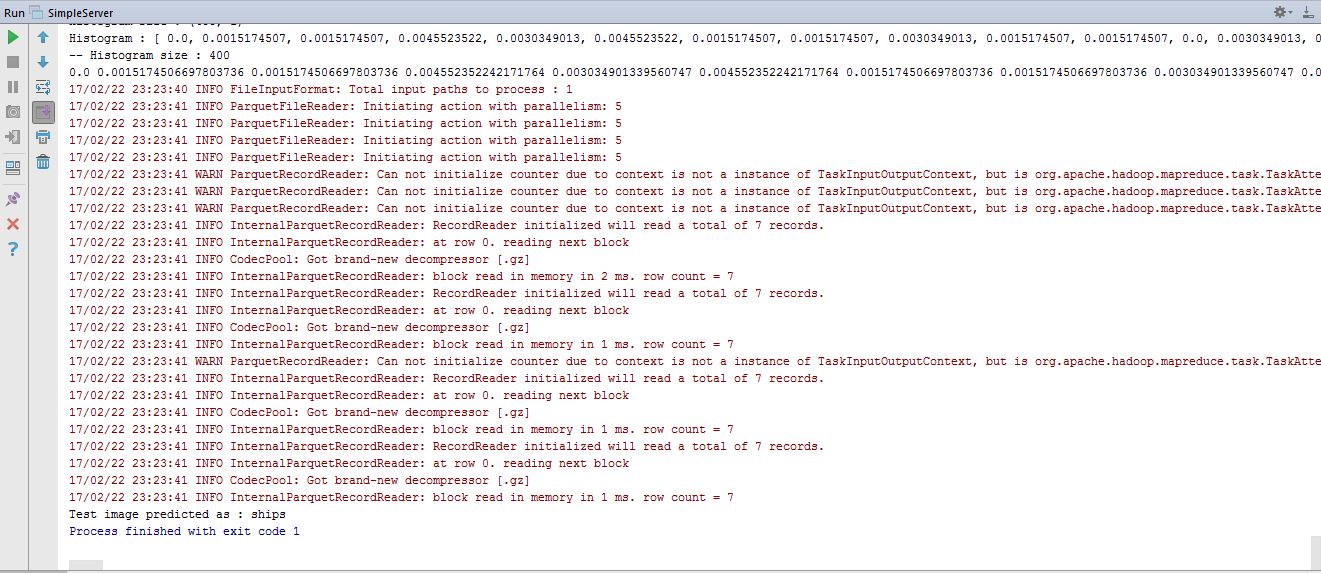 Run SimpleServer
Histogram : [ 0.0, 0.0015174507, 0.0015174507, 0.0045523522, 0.0030349013, 0.0045523522, 0.0015174507, 0.0015174507, 0.0030349013, 0.0015174507, 0.0015174507, 0.0, 0.0030349013, 0
-- Histogram size : 400
0.0 0.0015174506697803736 0.0015174506697803736 0.004552352242171764 0.003034901339560747 0.004552352242171764 0.0015174506697803736 0.0015174506697803736 0.003034901339560747 0.0
17/02/22 23:23:40 INFO FileInputFormat: Total input paths to process : 1
17/02/22 23:23:41 INFO ParquetFileReader: Initiating action with parallelism: 5
17/02/22 23:23:41 INFO ParquetFileReader: Initiating action with parallelism: 5
17/02/22 23:23:41 INFO ParquetFileReader: Initiating action with parallelism: 5
17/02/22 23:23:41 INFO ParquetFileReader: Initiating action with parallelism: 5
17/02/22 23:23:41 WARN ParquetRecordReader: Can not initialize counter due to context is not a instance of TaskInputOutputContext, but is org.apache.hadoop.mapreduce.task.TaskAtte
17/02/22 23:23:41 WARN ParquetRecordReader: Can not initialize counter due to context is not a instance of TaskInputOutputContext, but is org.apache.hadoop.mapreduce.task.TaskAtte
17/02/22 23:23:41 WARN ParquetRecordReader: Can not initialize counter due to context is not a instance of TaskInputOutputContext, but is org.apache.hadoop.mapreduce.task.TaskAtte
17/02/22 23:23:41 INFO InternalParquetRecordReader: RecordReader initialized will read a total of 7 records.
17/02/22 23:23:41 INFO InternalParquetRecordReader: at row 0. reading next block
17/02/22 23:23:41 INFO CodecPool: Got brand-new decompressor [.gz]
17/02/22 23:23:41 INFO InternalParquetRecordReader: block read in memory in 2 ms. row count = 7
17/02/22 23:23:41 INFO InternalParquetRecordReader: RecordReader initialized will read a total of 7 records.
17/02/22 23:23:41 INFO InternalParquetRecordReader: at row 0. reading next block
17/02/22 23:23:41 INFO CodecPool: Got brand-new decompressor [.gz]
17/02/22 23:23:41 INFO InternalParquetRecordReader: block read in memory in 1 ms. row count = 7
17/02/22 23:23:41 WARN ParquetRecordReader: Can not initialize counter due to context is not a instance of TaskInputOutputContext, but is org.apache.hadoop.mapreduce.task.TaskAtte
17/02/22 23:23:41 INFO InternalParquetRecordReader: RecordReader initialized will read a total of 7 records.
17/02/22 23:23:41 INFO InternalParquetRecordReader: at row 0. reading next block
17/02/22 23:23:41 INFO CodecPool: Got brand-new decompressor [.gz]
17/02/22 23:23:41 INFO InternalParquetRecordReader: block read in memory in 1 ms. row count = 7
17/02/22 23:23:41 INFO InternalParquetRecordReader: RecordReader initialized will read a total of 7 records.
17/02/22 23:23:41 INFO InternalParquetRecordReader: at row 0. reading next block
17/02/22 23:23:41 INFO CodecPool: Got brand-new decompressor [.gz]
17/02/22 23:23:41 INFO InternalParquetRecordReader: block read in memory in 1 ms. row count = 7
Test image predicted as : ships
Process finished with exit code 1